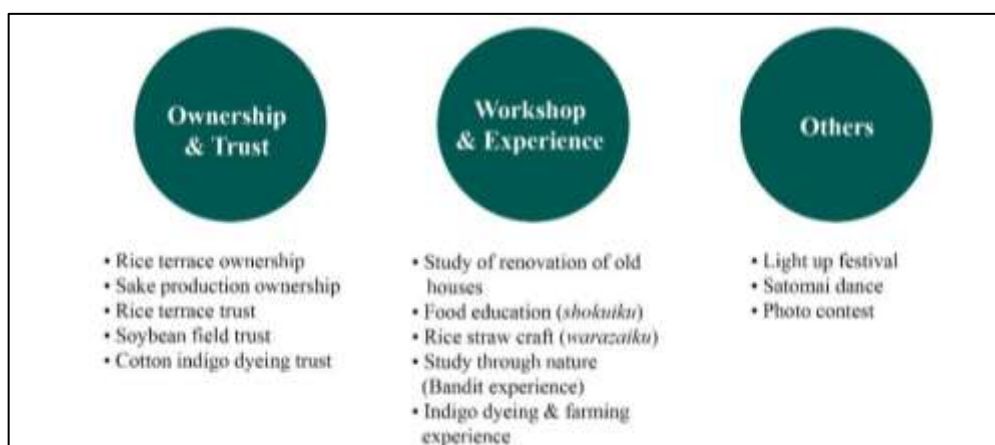 Ownership
& Trust
• Rice terrace ownership
• Sake production ownership
• Rice terrace trust
• Soybean field trust
• Cotton indigo dyeing trust
Workshop
& Experience
• Study of renovation of old
houses
• Food education (shokuiku)
• Rice straw craft (warazaiku)
• Study through nature
(Bandit experience)
• Indigo dyeing & farming
experience
Others
• Light up festival
• Satomai dance
• Photo contest